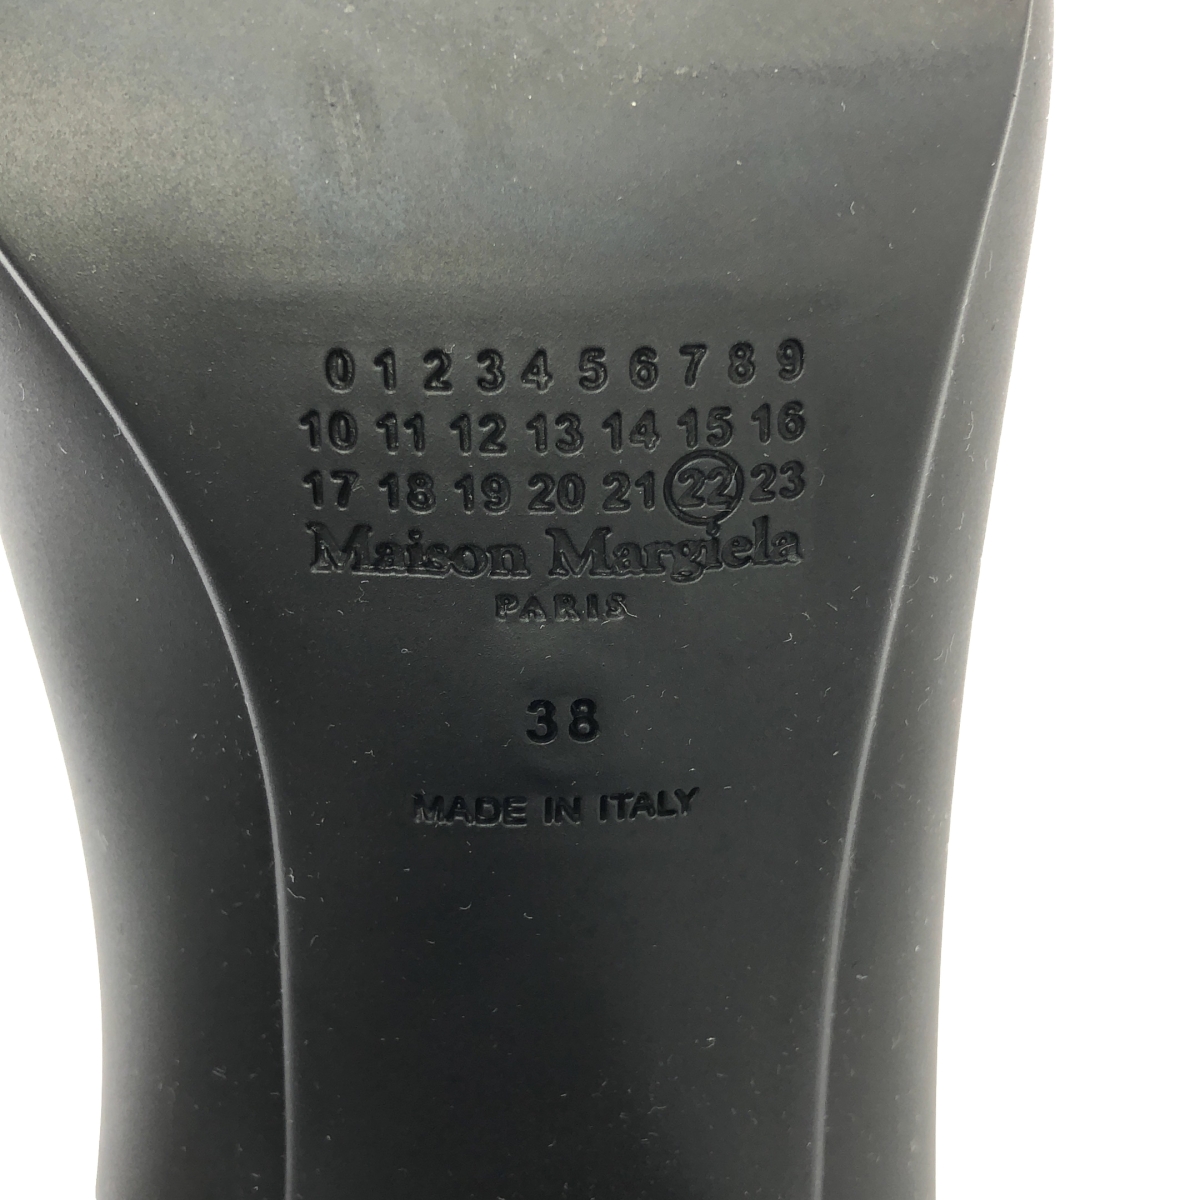 0 1 2 3 4 5 6 7 8 9
10 11 12 13 14 15 16
17 18 19 20 21 22 23
Maison Margiela
PARIS
38
MADE IN ITALY